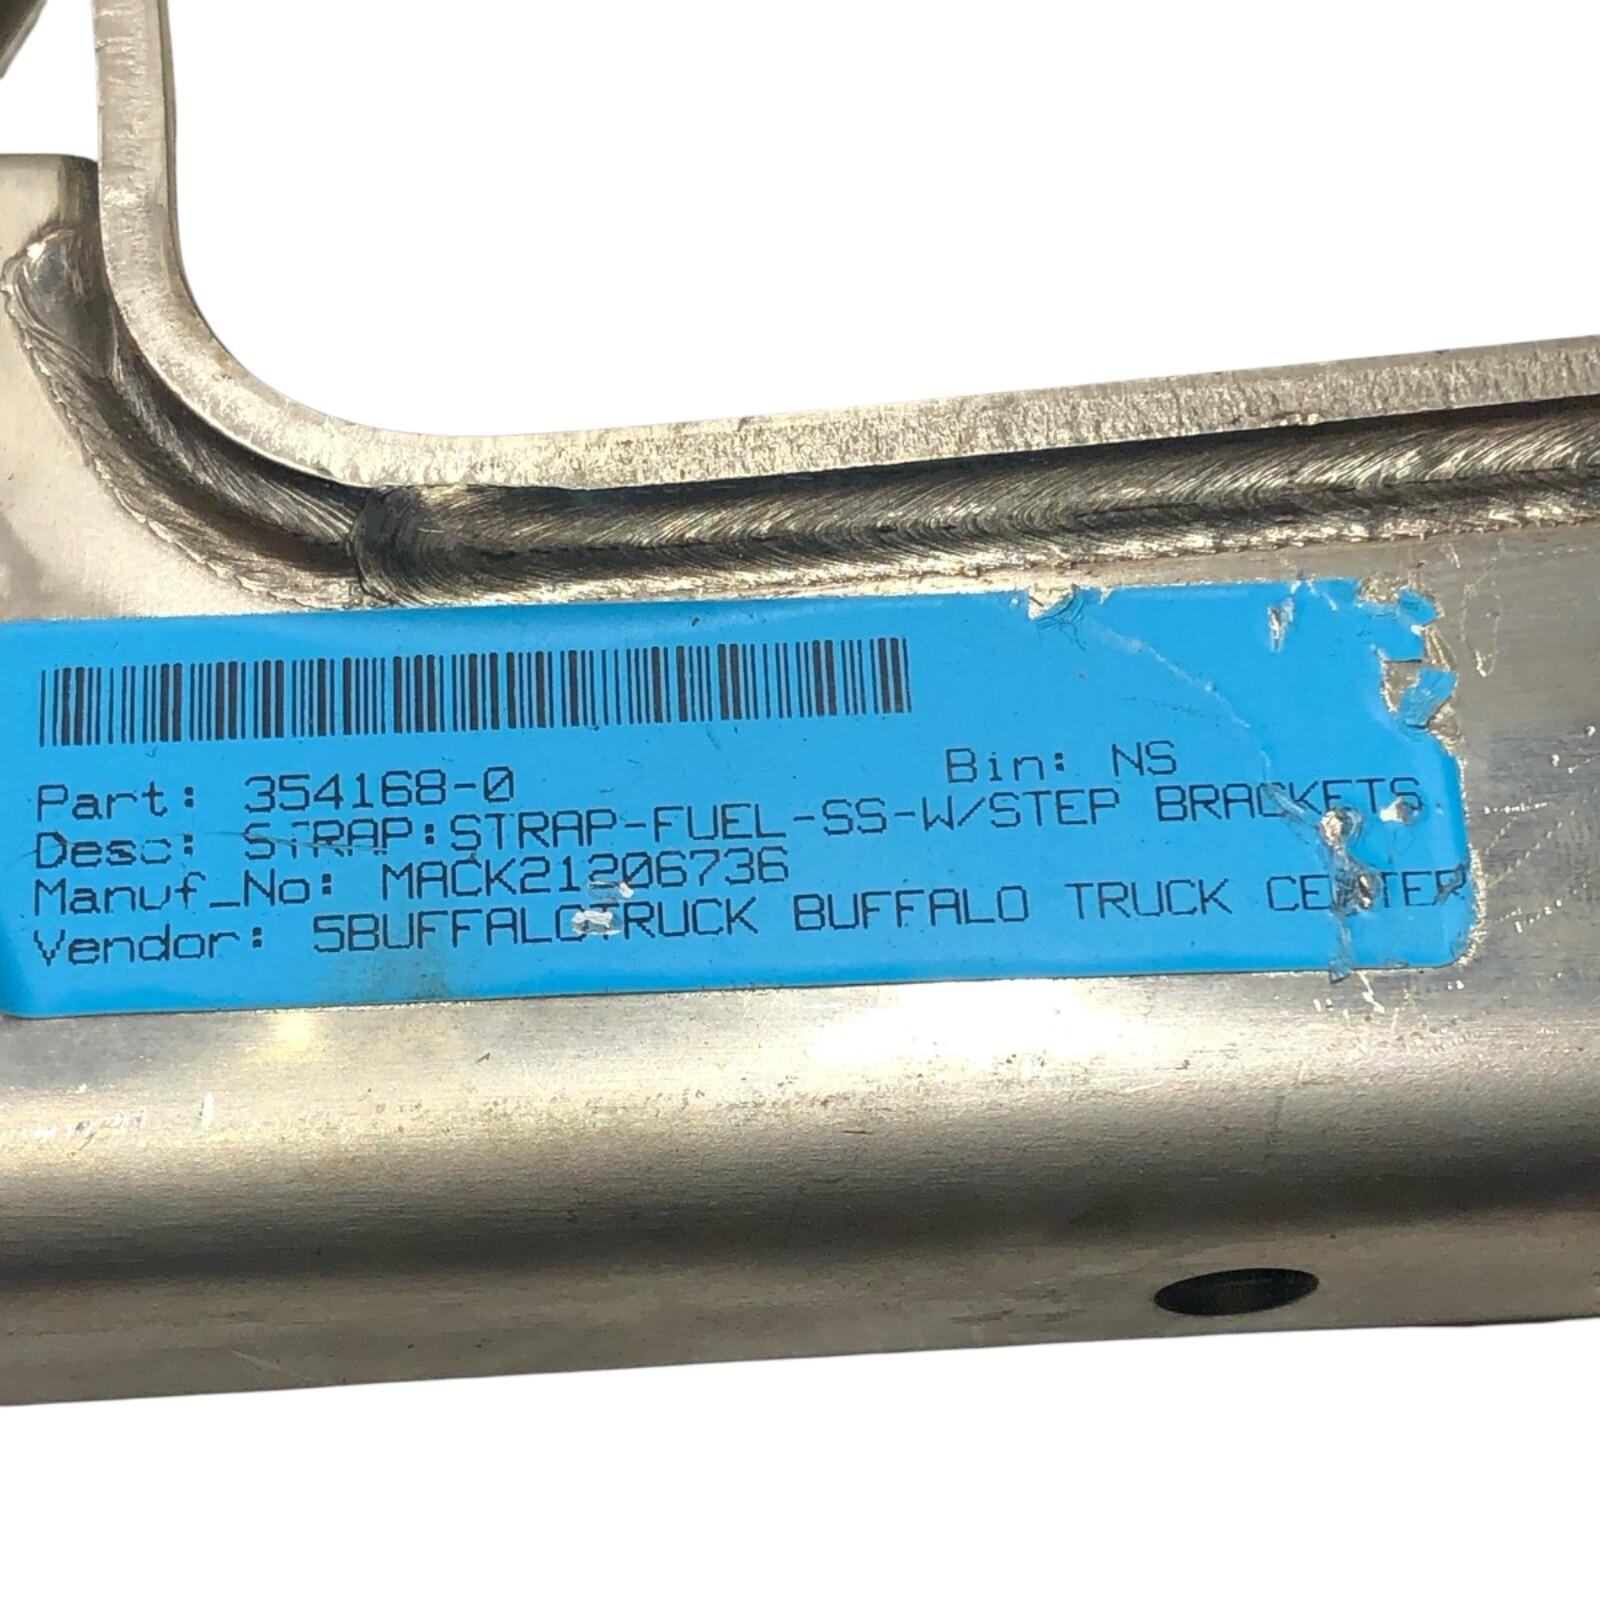 Part: 354168-0 Bin: NS
Desc: STRAP:STRAP-FUEL-SS-W/STEP BRACKETS
Manuf_No: MACK21206736
Vendor: 5BUFFALOTRUCK BUFFALO TRUCK CENTER